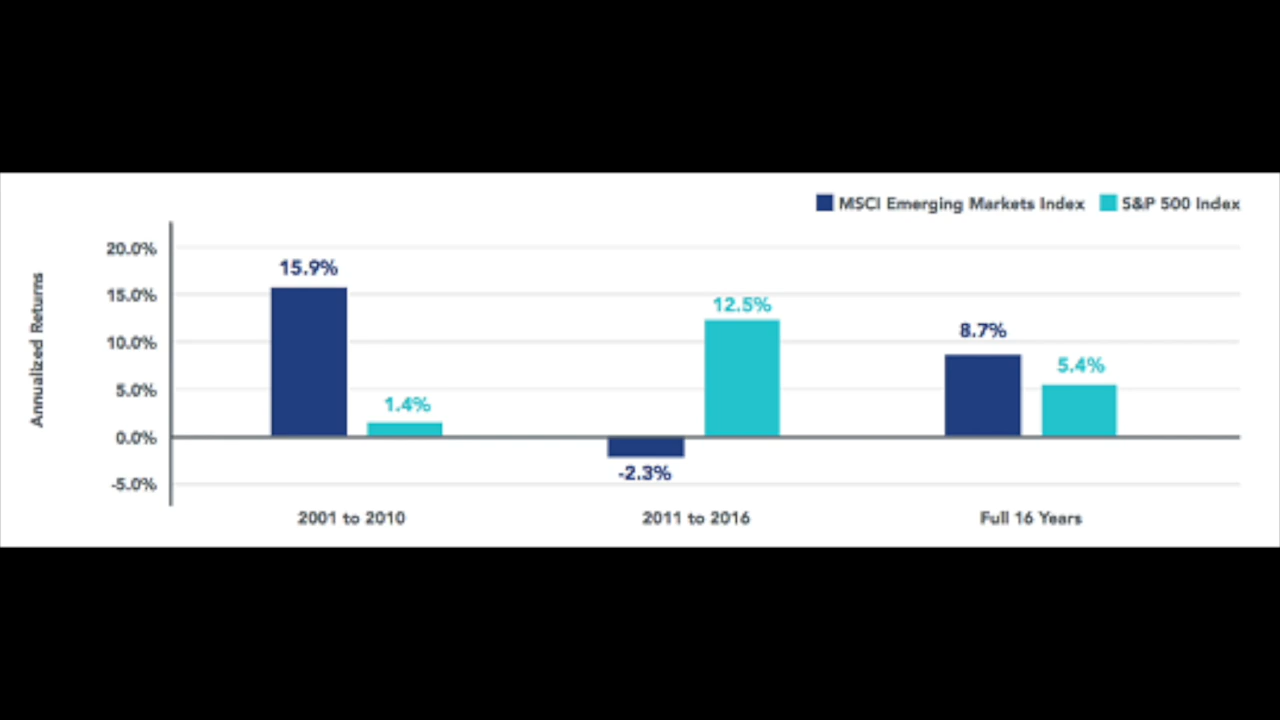 MSCI Emerging Markets Index S&P 500 Index
Annualized Returns
20.0%
15.0%
10.0%
5.0%
0.0%
-5.0%
15.9%
1.4%
-2.3%
12.5%
8.7%
5.4%
2001 to 2010
2011 to 2016
Full 16 Years